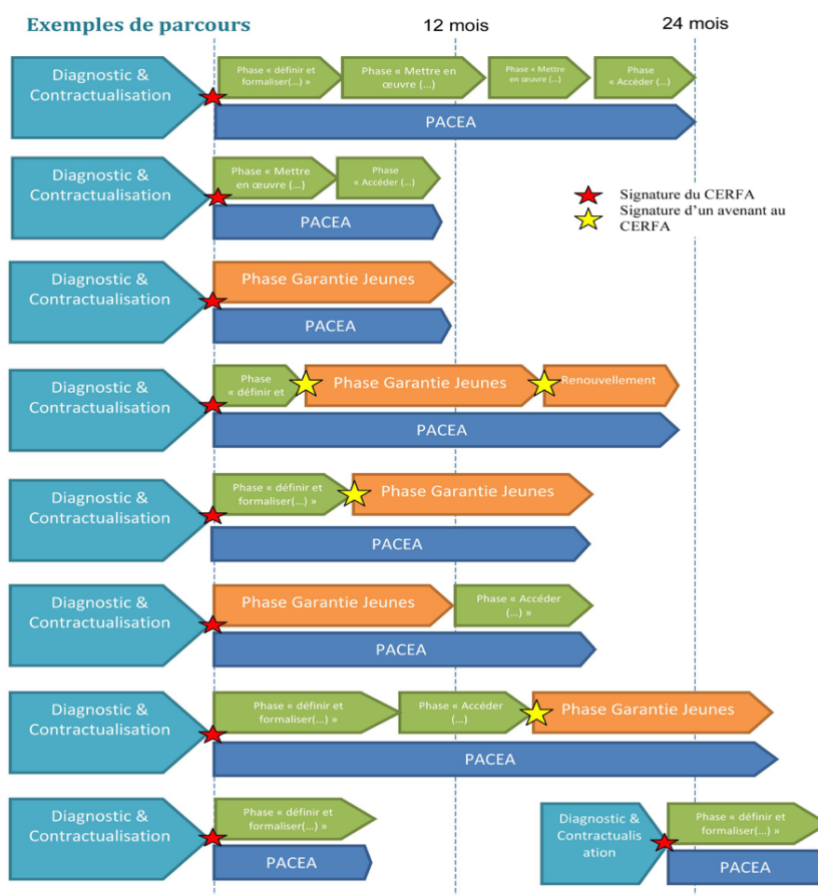 Exemples de parcours
12 mois
24 mois
Diagnostic &
Contractualisation
Phase « définir et
formaliser(…) »
Phase « Mettre en
œuvre (…)
Phase « Mettre
en œuvre (…)
Phase
« Accéder (…)
PACEA
Diagnostic &
Contractualisation
Phase « Mettre
en œuvre (…)
Phase
« Accéder (…)
PACEA
Signature du CERFA
Signature d'un avenant au
CERFA
Diagnostic &
Contractualisation
Phase Garantie Jeunes
PACEA
Diagnostic &
Contractualisation
Phase
« définir et
Phase Garantie Jeunes
Renouvellement
PACEA
Diagnostic &
Contractualisation
Phase « définir et
formaliser(…) »
Phase Garantie Jeunes
PACEA
Diagnostic &
Contractualisation
Phase Garantie Jeunes
Phase « Accéder
(…) »
PACEA
Diagnostic &
Contractualisation
Phase « définir et
formaliser(…) »
Phase « Accéder
(…)
Phase Garantie Jeunes
PACEA
Diagnostic &
Contractualisation
Phase « définir et
formaliser(…) »
PACEA
Diagnostic &
Contractualis
ation
Phase « définir et
formaliser(…) »
PACEA